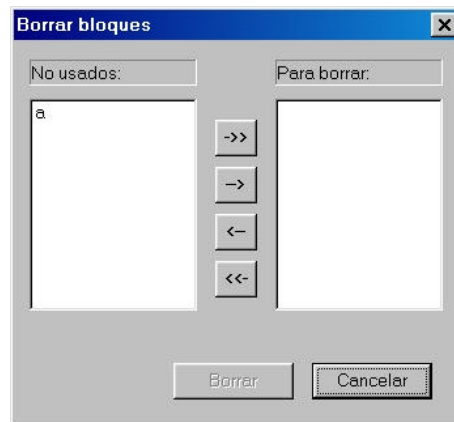 Borrar bloques
No usados:
Para borrar:
a
->>
->
<-
<<-
Borrar
Cancelar